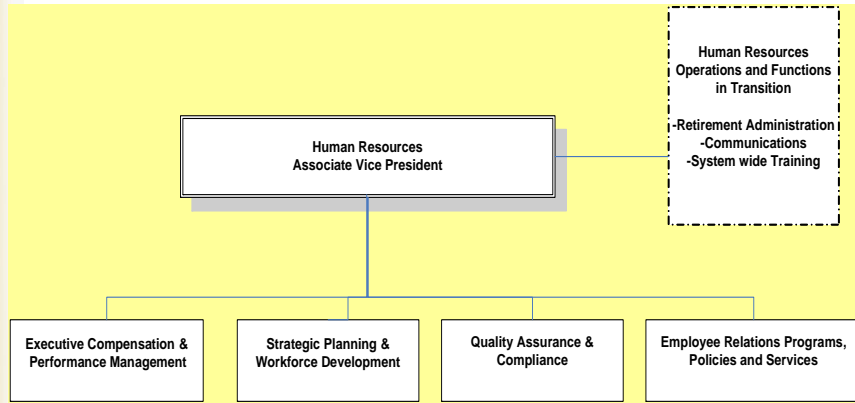 Human Resources
Operations and Functions
in Transition
-Retirement Administration
-Communications
-System wide Training
Human Resources
Associate Vice President
Executive Compensation &
Performance Management
Strategic Planning &
Workforce Development
Quality Assurance &
Compliance
Employee Relations Programs,
Policies and Services